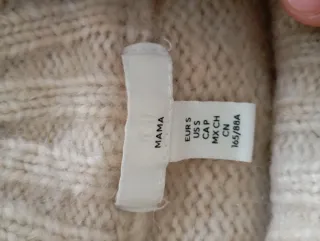 MAMA
EUR S
US S
CA P
MX CH
CN
165/88A